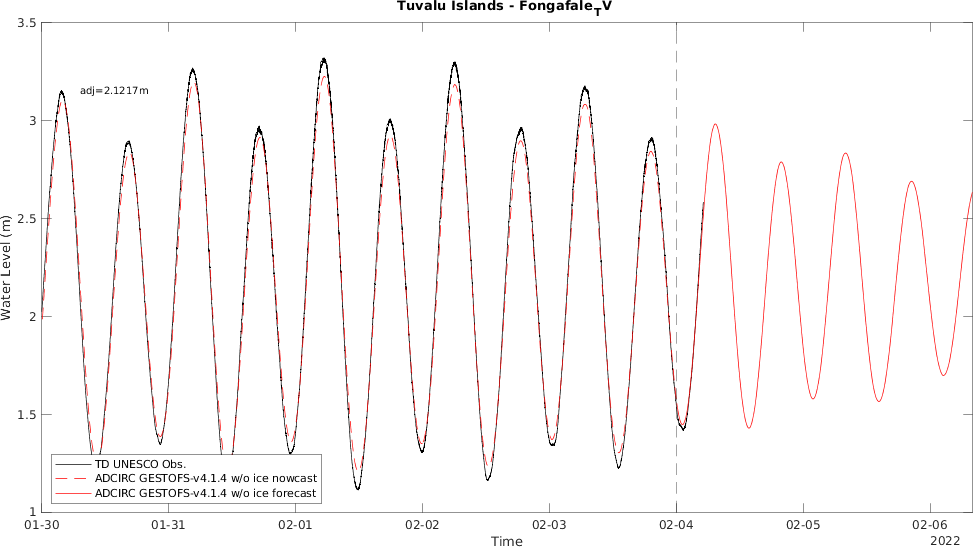 Tuvalu Islands - Fongafale_TV
3.5
adj=2.1217m
3
2.5
Water Level (m)
2
1.5
TD UNESCO Obs.
ADCIRC GESTOFS-v4.1.4 w/o ice nowcast
ADCIRC GESTOFS-v4.1.4 w/o ice forecast
1
01-30 01-31 02-01 02-02 02-03 02-04 02-05 02-06
Time 2022